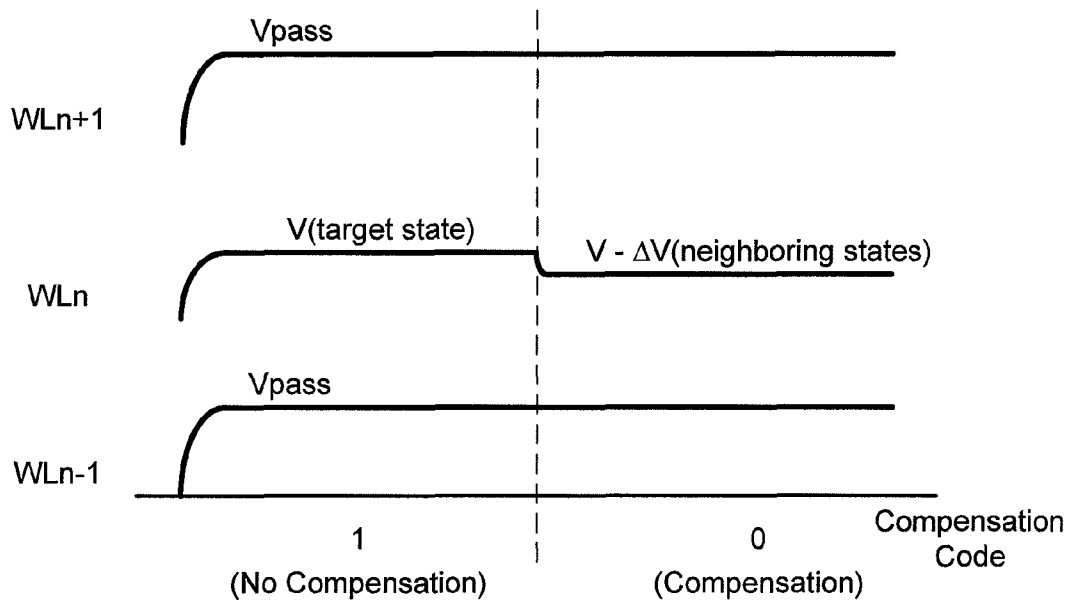 Vpass
WLn+1
V(target state)
V - ΔV(neighboring states)
WLn
Vpass
WLn-1
1
0
Compensation
Code
(No Compensation)
(Compensation)